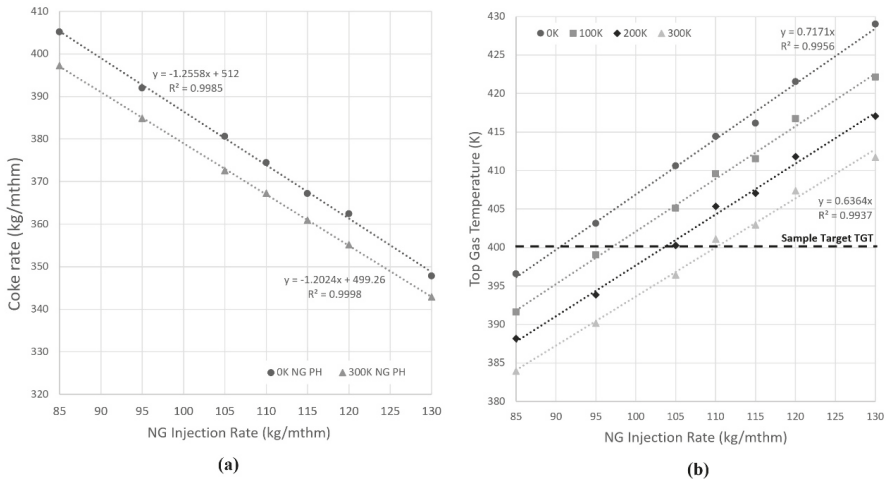 410
400
390
380
370
360
350
340
330
320
85 90 95 100 105 110 115 120 125 130
Coke rate (kg/mthm)
NG Injection Rate (kg/mthm)
y = -1.2558x + 512
R² = 0.9985
y = -1.2024x + 499.26
R² = 0.9998
0K NG PH 300K NG PH
(a)
430
425
420
415
410
405
400
395
390
385
380
85 90 95 100 105 110 115 120 125 130
Top Gas Temperature (K)
NG Injection Rate (kg/mthm)
0K 100K 200K 300K
y = 0.7171x
R² = 0.9956
y = 0.6364x
R² = 0.9937
Sample Target TGT
(b)